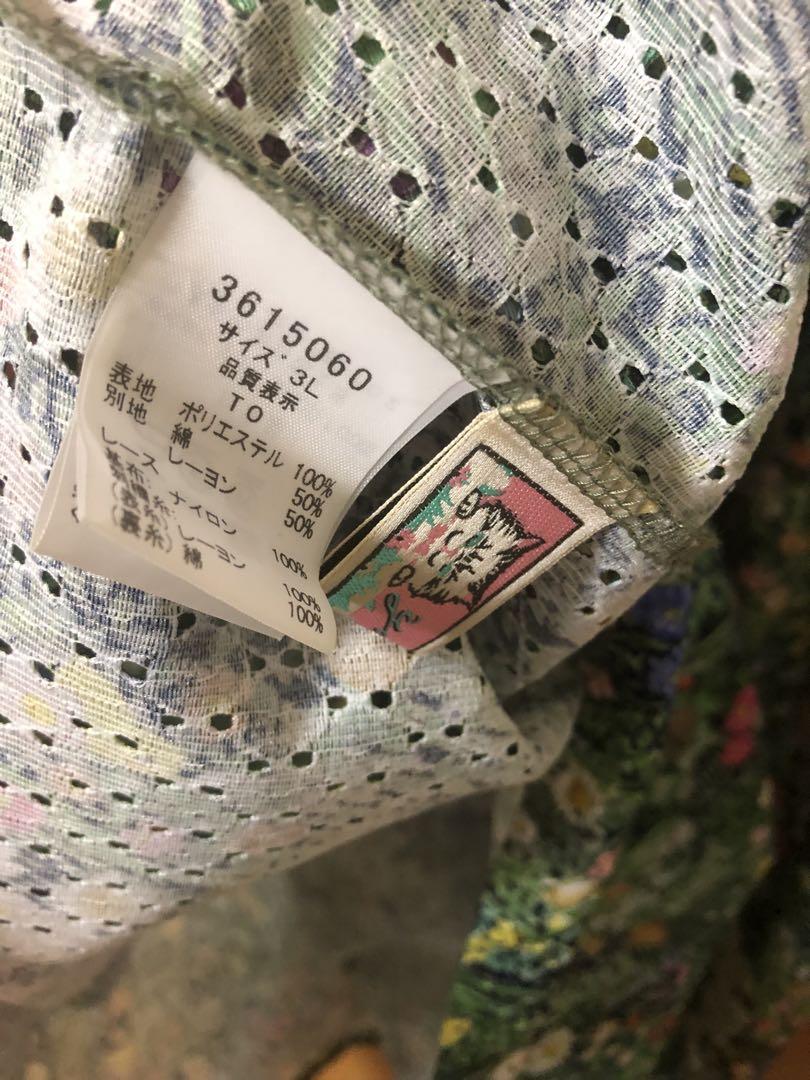 3615060
サイズ 3L
品質表示
TO
表地 ポリエステル 100%
別地 綿 50%
レーヨン 50%
レース
ナイロン 100%
レーヨン 100%
(裏糸) 綿 100%